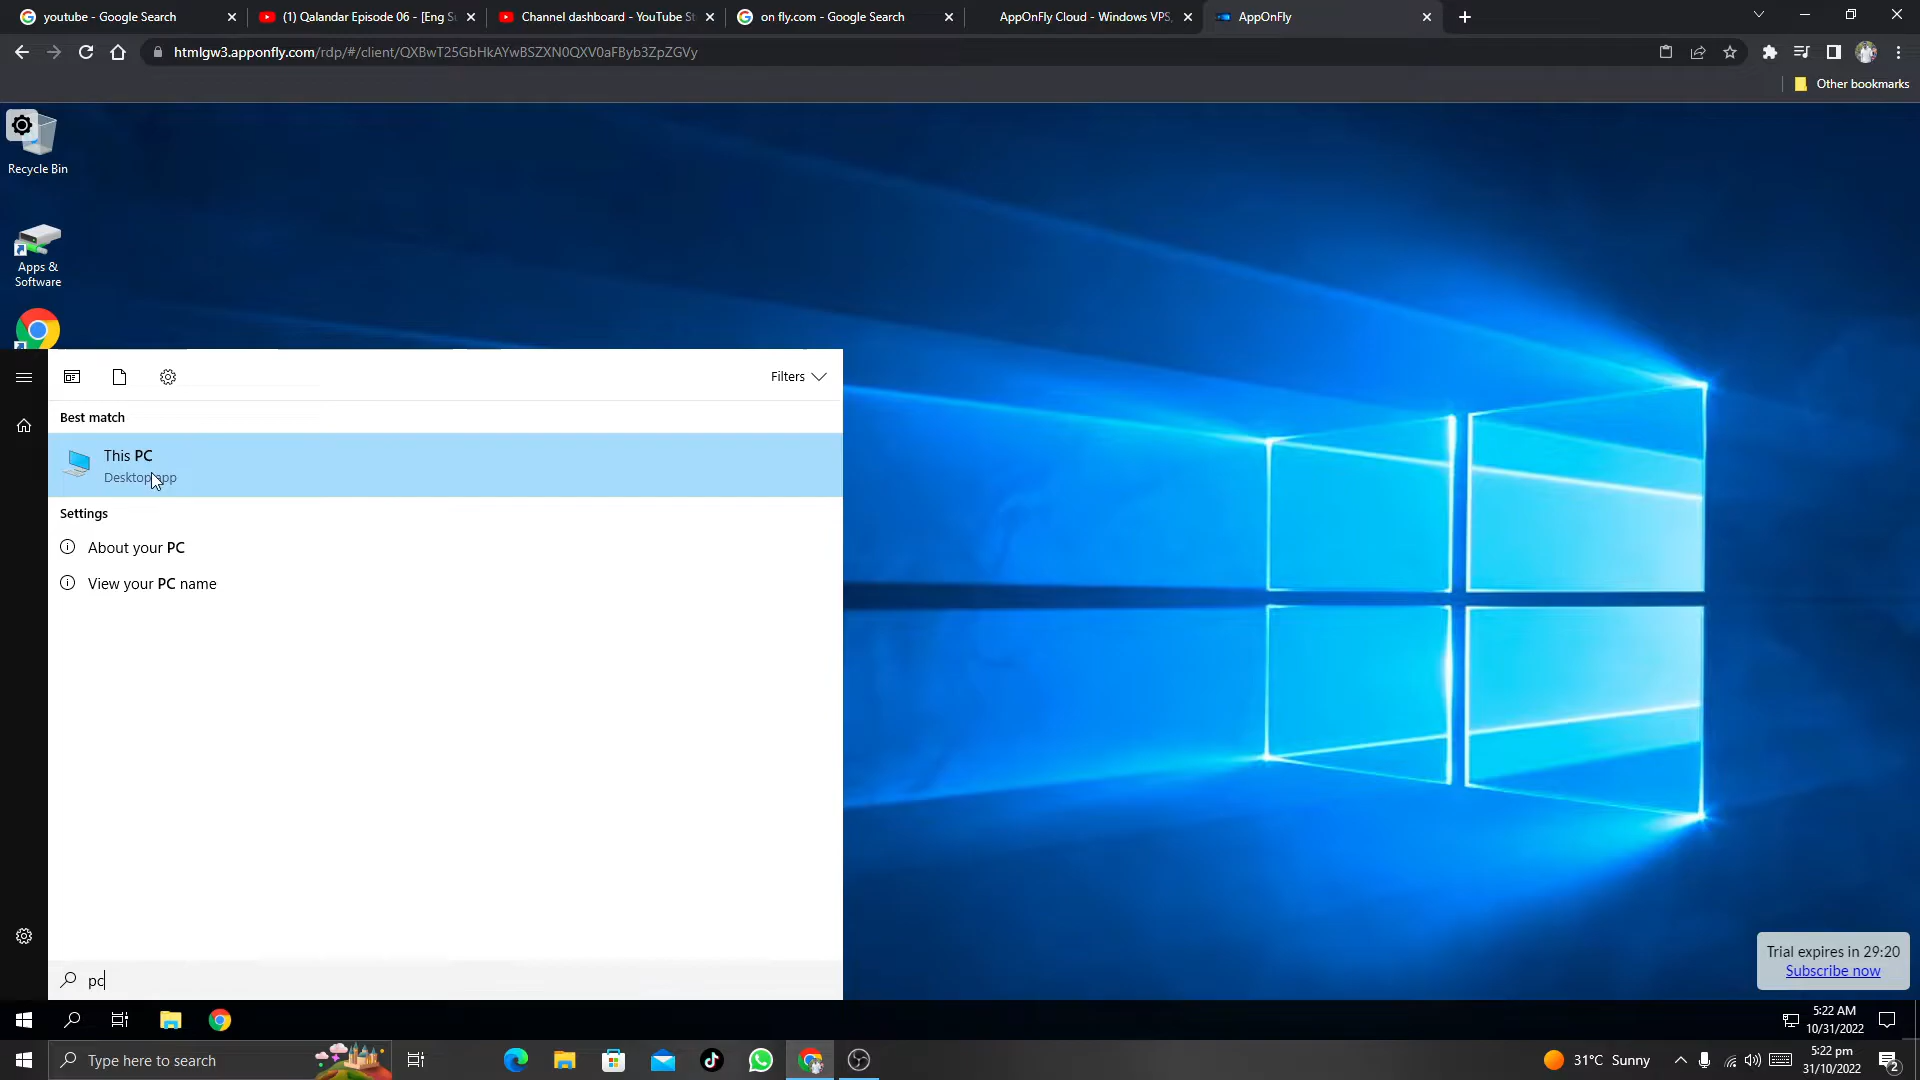 youtube - Google Search
(1) Qalandar Episode 06 - [Eng Su
Channel dashboard - YouTube St
on fly.com - Google Search
AppOnFly Cloud - Windows VPS,
AppOnFly
htmlgw3.apponfly.com/rdp/#/client/QXBwT25GbHkAYwBSZXN0QXV0aFByb3ZpZGVy
Other bookmarks
Recycle Bin
Apps &
Software
Filters
Best match
This PC
Desktop app
Settings
About your PC
View your PC name
pc
Trial expires in 29:20
Subscribe now
5:22 AM
10/31/2022
Type here to search
31°C Sunny
5:22 pm
31/10/2022
2